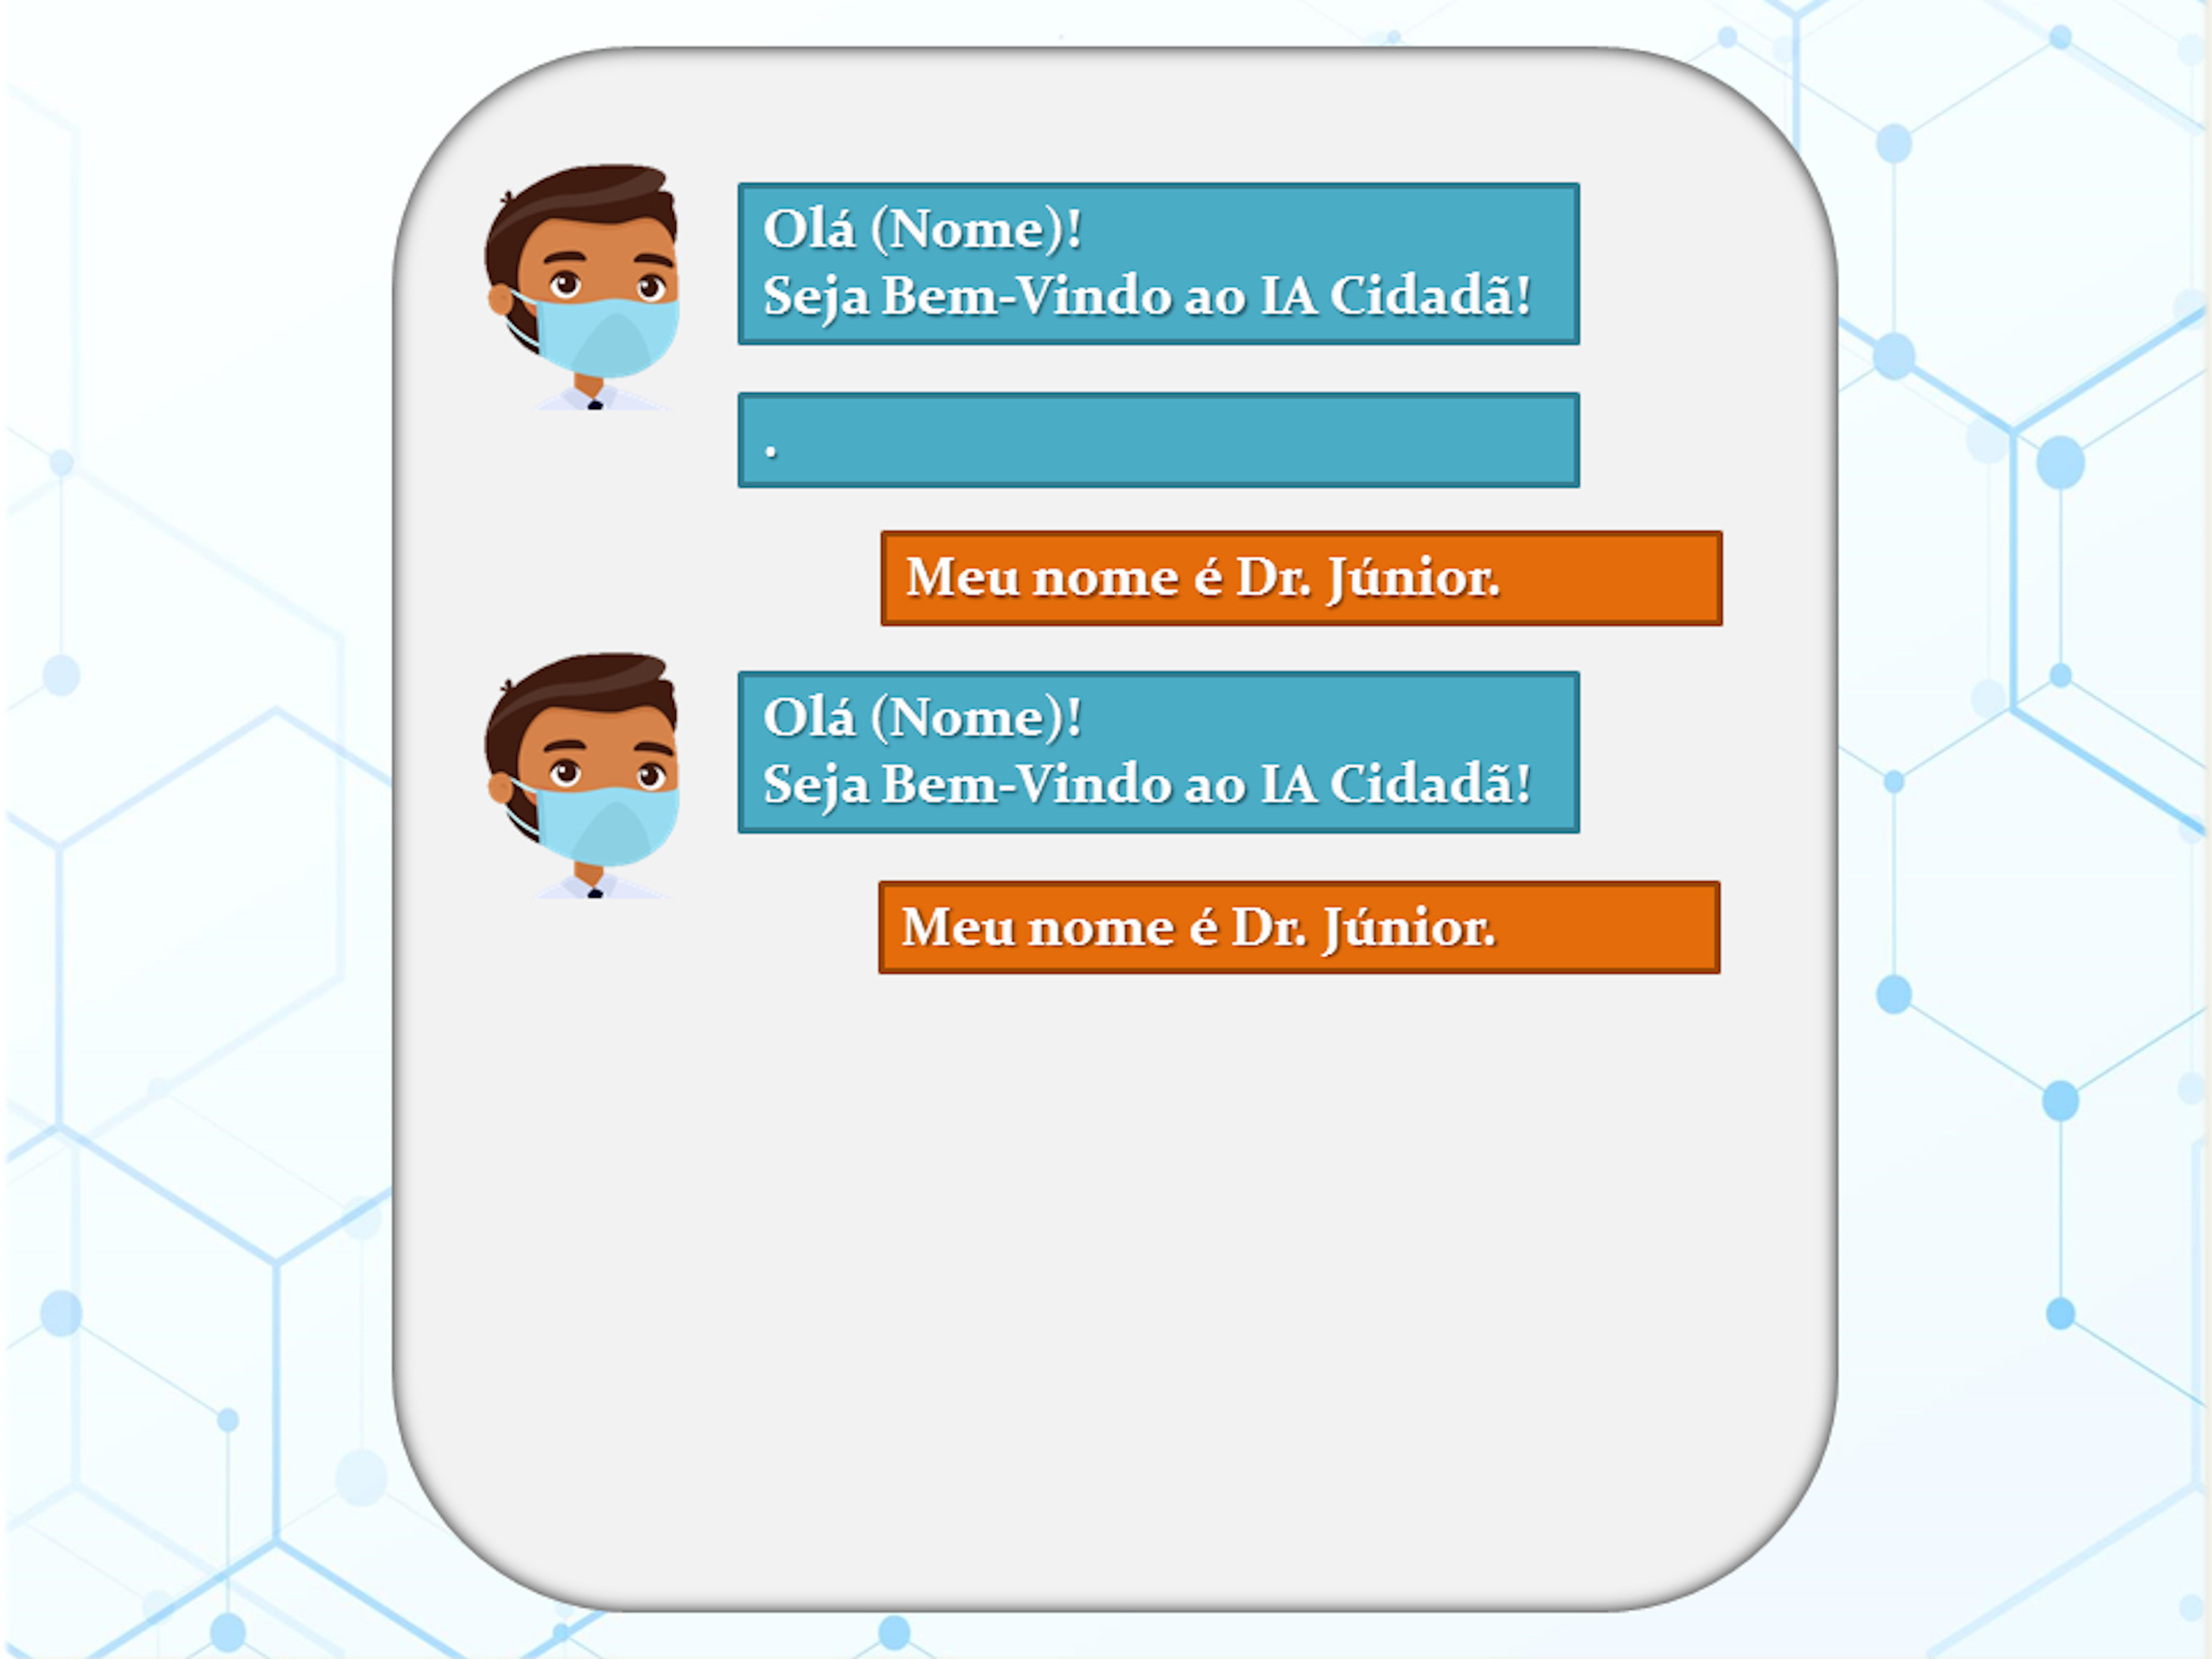 Olá (Nome)!
Seja Bem-Vindo ao IA Cidadã!
.
Meu nome é Dr. Júnior.
Olá (Nome)!
Seja Bem-Vindo ao IA Cidadã!
Meu nome é Dr. Júnior.